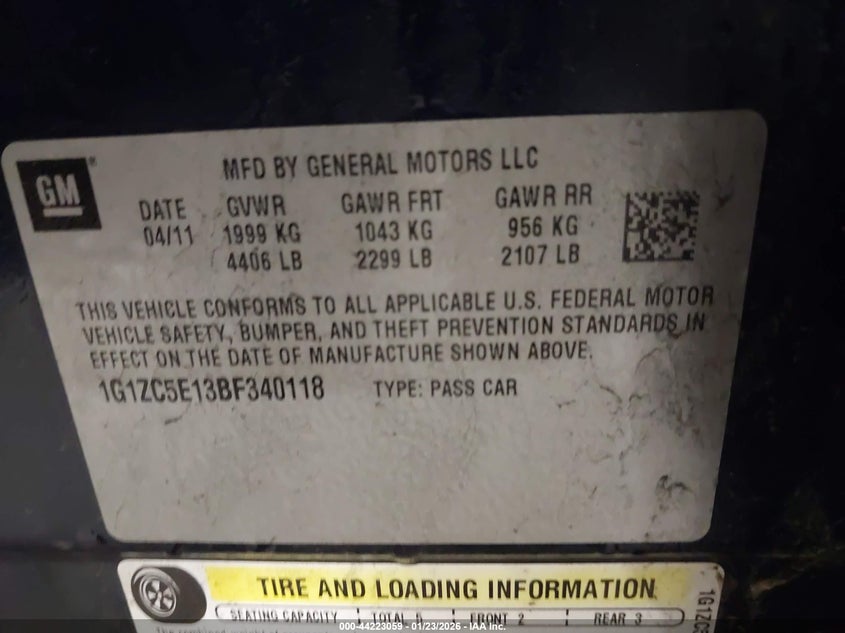 GM®
MFD BY GENERAL MOTORS LLC
DATE GVWR GAWR FRT GAWR RR
04/11 1999 KG 1043 KG 956 KG
4406 LB 2299 LB 2107 LB
THIS VEHICLE CONFORMS TO ALL APPLICABLE U.S. FEDERAL MOTOR
VEHICLE SAFETY, BUMPER, AND THEFT PREVENTION STANDARDS IN
EFFECT ON THE DATE OF MANUFACTURE SHOWN ABOVE.
1G1ZC5E13BF340118 TYPE: PASS CAR
TIRE AND LOADING INFORMATION
SEATING CAPACITY TOTAL 5 FRONT 2 REAR 3
1G1ZC5
000-44223059 - 01/23/2026 - IAA Inc.